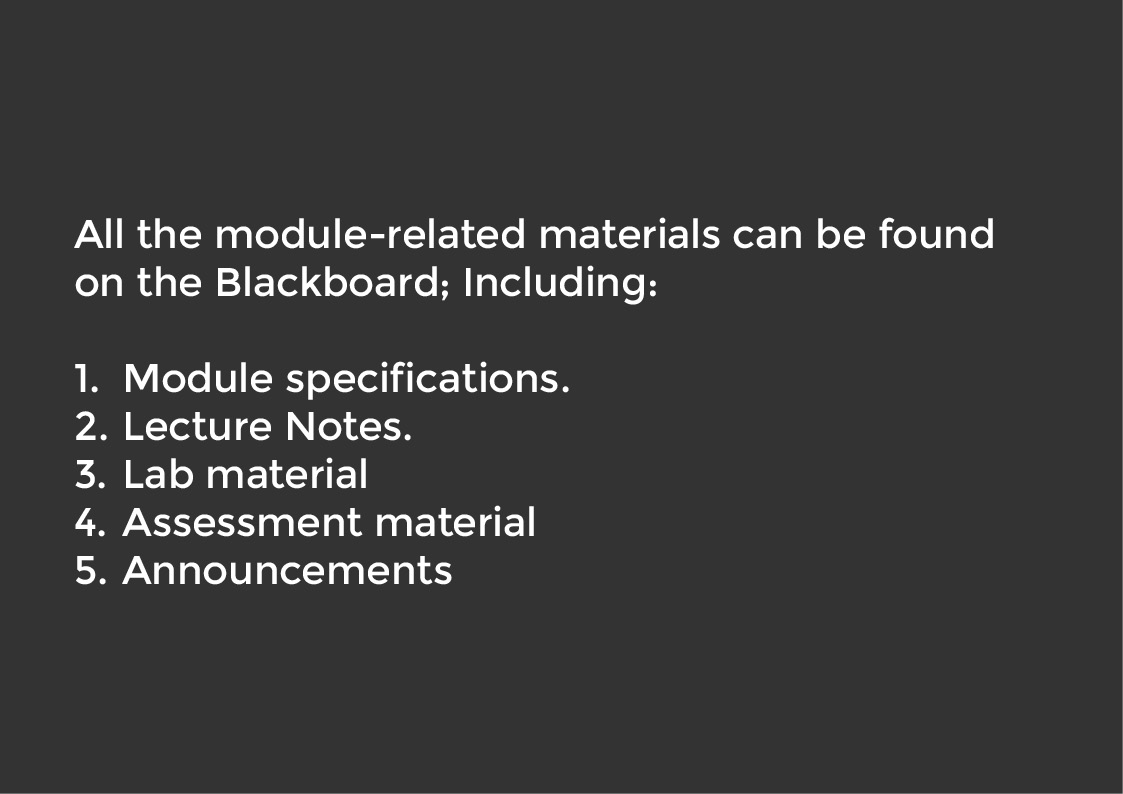 All the module-related materials can be found
on the Blackboard; Including:
1. Module specifications.
2. Lecture Notes.
3. Lab material
4. Assessment material
5. Announcements